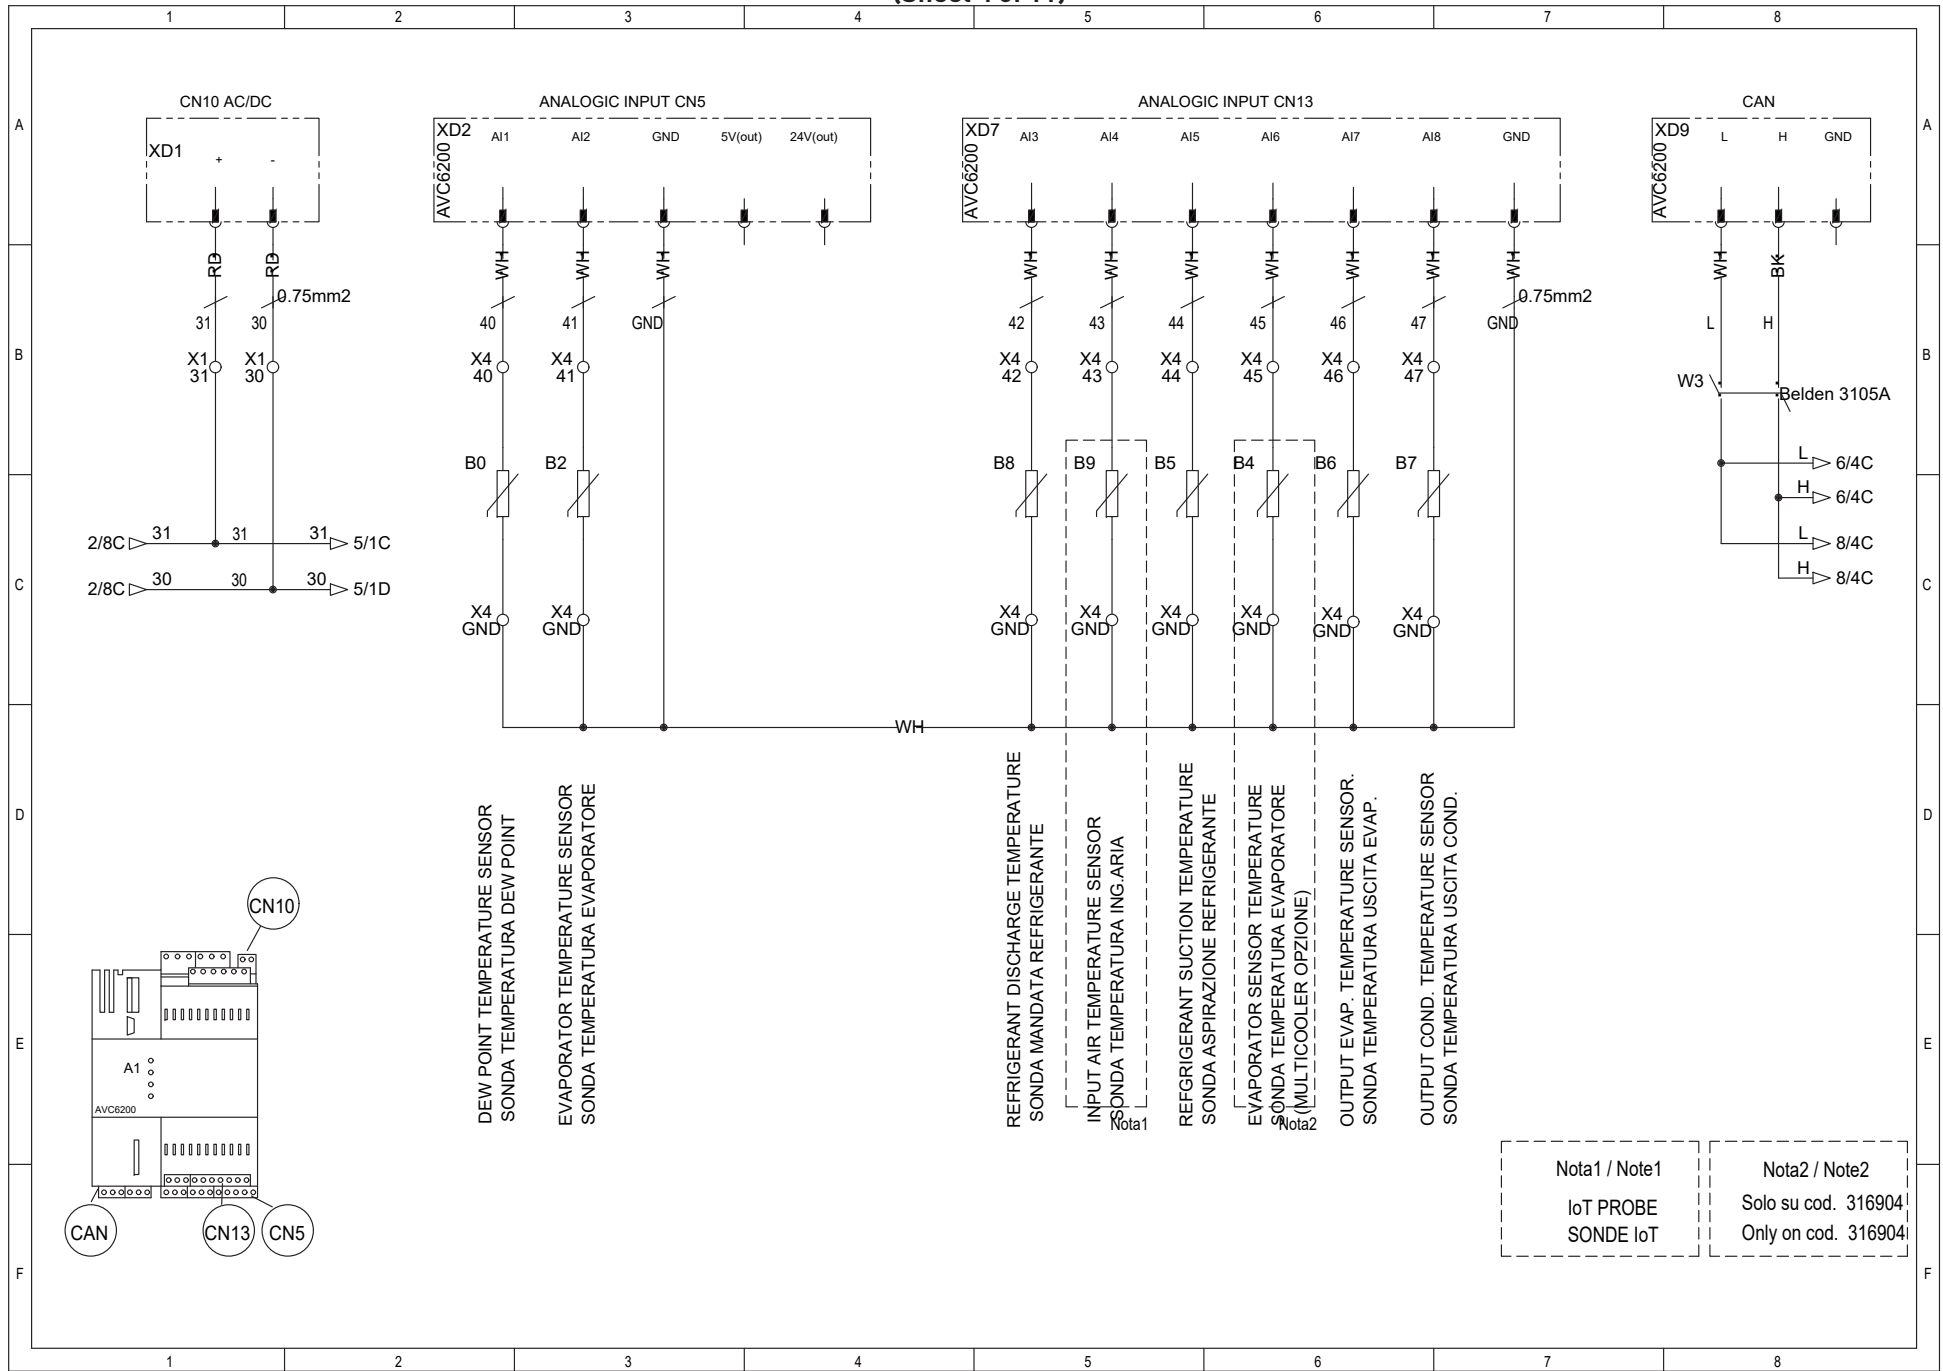 1 2 3 4 5 6 7 8
A
B
C
D
E
F
CN10 AC/DC
XD1
+ -
RD RD
0.75mm2
31 30
X1 X1
31 30
2/8C 31 31 31 5/1C
2/8C 30 30 30 5/1D
ANALOGIC INPUT CN5
XD2
AVC6200
AI1 AI2 GND 5V(out) 24V(out)
WH WH WH
40 41 GND
X4 X4
40 41
B0 B2
X4 X4
GND GND
WH
ANALOGIC INPUT CN13
XD7
AVC6200
AI3 AI4 AI5 AI6 AI7 AI8 GND
WH WH WH WH WH WH WH
0.75mm2
42 43 44 45 46 47 GND
X4 X4 X4 X4 X4 X4
42 43 44 45 46 47
B8 B9 B5 B4 B6 B7
X4 X4 X4 X4 X4 X4
GND GND GND GND GND GND
CAN
XD9
AVC6200
L H GND
WH BK
L H
W3
Belden 3105A
L 6/4C
H 6/4C
L 8/4C
H 8/4C
DEW POINT TEMPERATURE SENSOR
SONDA TEMPERATURA DEW POINT
EVAPORATOR TEMPERATURE SENSOR
SONDA TEMPERATURA EVAPORATORE
REFRIGERANT DISCHARGE TEMPERATURE
SONDA MANDATA REFRIGERANTE
INPUT AIR TEMPERATURE SENSOR
SONDA TEMPERATURA ING.ARIA
Nota1
REFGRIGERANT SUCTION TEMPERATURE
SONDA ASPIRAZIONE REFRIGERANTE
EVAPORATOR SENSOR TEMPERATURE
SONDA TEMPERATURA EVAPORATORE
(MULTICOOLER OPZIONE)
Nota2
OUTPUT EVAP. TEMPERATURE SENSOR.
SONDA TEMPERATURA USCITA EVAP.
OUTPUT COND. TEMPERATURE SENSOR
SONDA TEMPERATURA USCITA COND.
CN10
A1
AVC6200
CAN CN13 CN5
Nota1 / Note1
IoT PROBE
SONDE IoT
Nota2 / Note2
Solo su cod. 316904
Only on cod. 316904
A
B
C
D
E
F
1 2 3 4 5 6 7 8